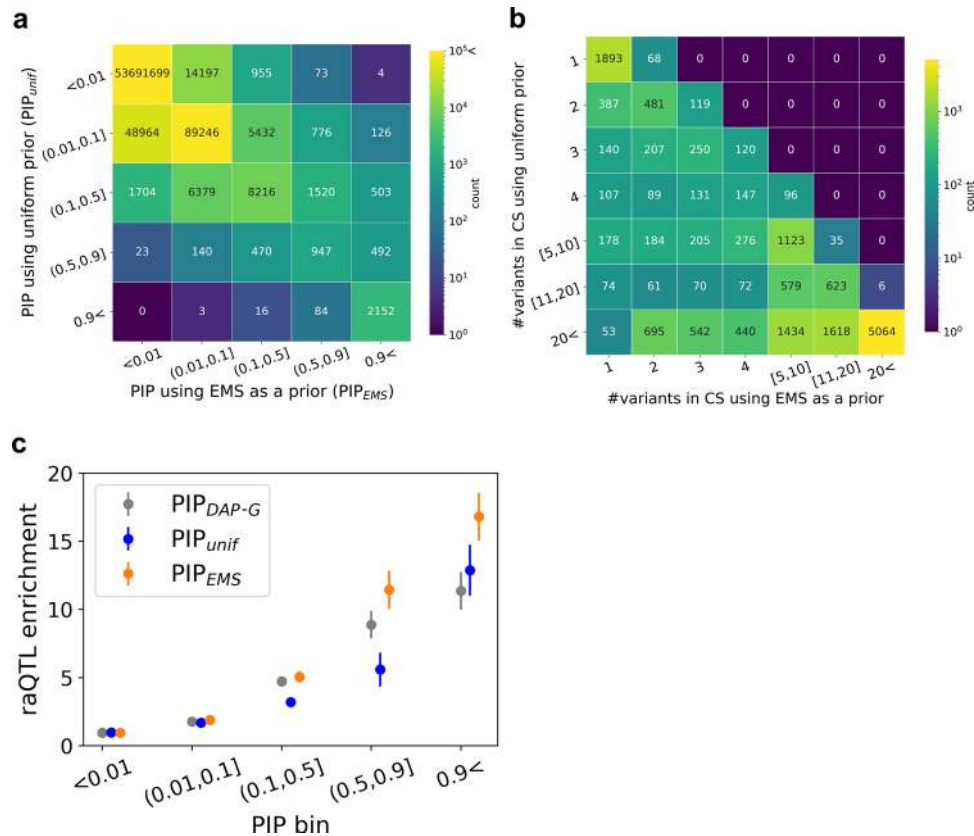 a
PIP using uniform prior (PIPunif)
<0.01 53691699 14197 955 73 4
(0.01,0.1] 48964 89246 5432 776 126
(0.1,0.5] 1704 6379 8216 1520 503
(0.5,0.9] 23 140 470 947 492
0.9< 0 3 16 84 2152
<0.01 (0.01,0.1] (0.1,0.5] (0.5,0.9] 0.9<
PIP using EMS as a prior (PIPEMS)
10⁵<
10⁴
10³
10²
10¹
10⁰
count
b
#variants in CS using uniform prior
1 1893 68 0 0 0 0 0
2 387 481 119 0 0 0 0
3 140 207 250 120 0 0 0
4 107 89 131 147 96 0 0
[5,10] 178 184 205 276 1123 35 0
[11,20] 74 61 70 72 579 623 6
20< 53 695 542 440 1434 1618 5064
1 2 3 4 [5,10] [11,20] 20<
#variants in CS using EMS as a prior
10³
10²
10¹
10⁰
count
c
raQTL enrichment
20
15
10
5
0
PIPDAP-G
PIPunif
PIPEMS
<0.01 (0.01,0.1] (0.1,0.5] (0.5,0.9] 0.9<
PIP bin